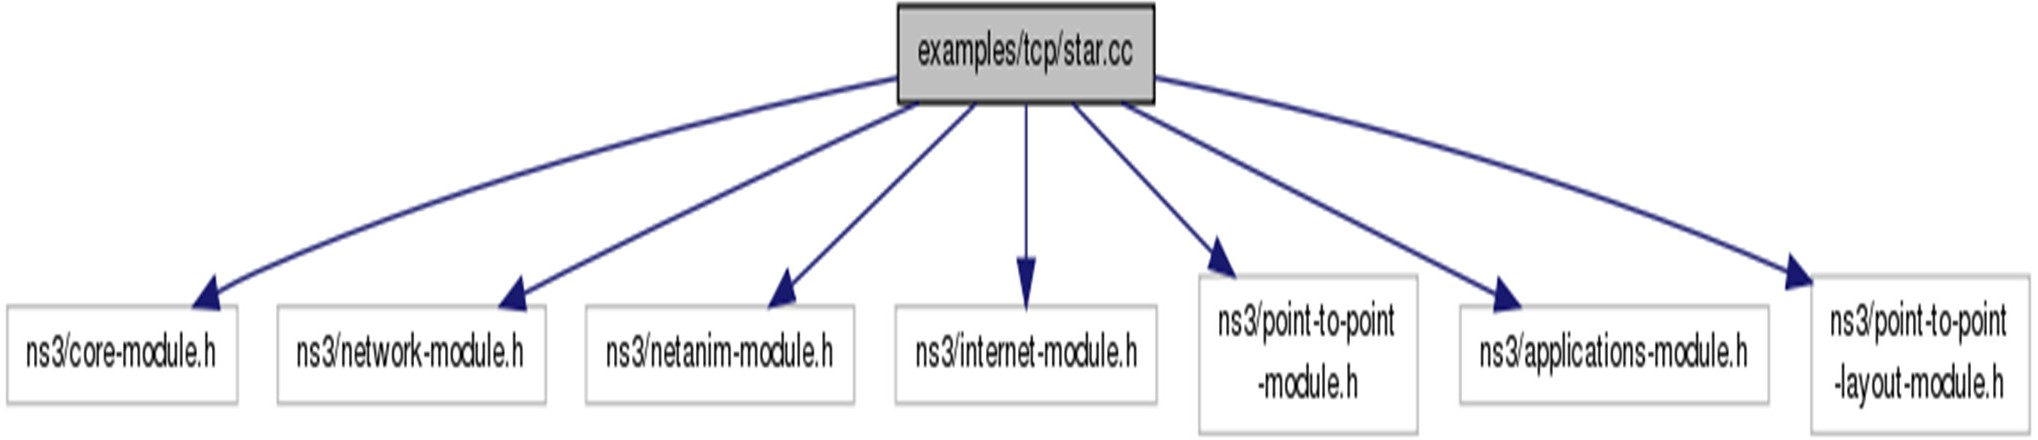 examples/tcp/star.cc
ns3/core-module.h
ns3/network-module.h
ns3/netanim-module.h
ns3/internet-module.h
ns3/point-to-point
-module.h
ns3/applications-module.h
ns3/point-to-point
-layout-module.h